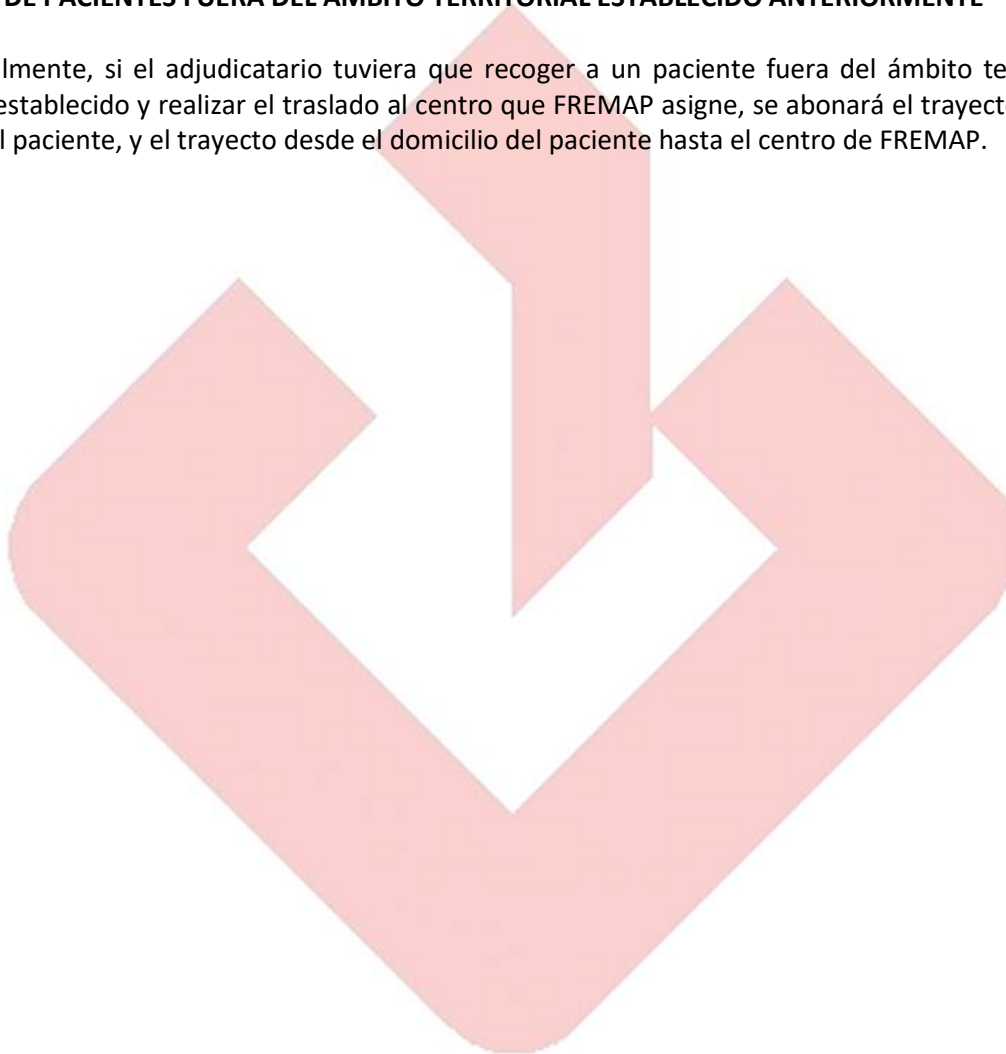 DE PACIENTES FUERA DEL ÁMBITO TERRITORIAL ESTABLECIDO ANTERIORMENTE
lmente, si el adjudicatario tuviera que recoger a un paciente fuera del ámbito te
establecido y realizar el traslado al centro que FREMAP asigne, se abonará el trayect
l paciente, y el trayecto desde el domicilio del paciente hasta el centro de FREMAP.